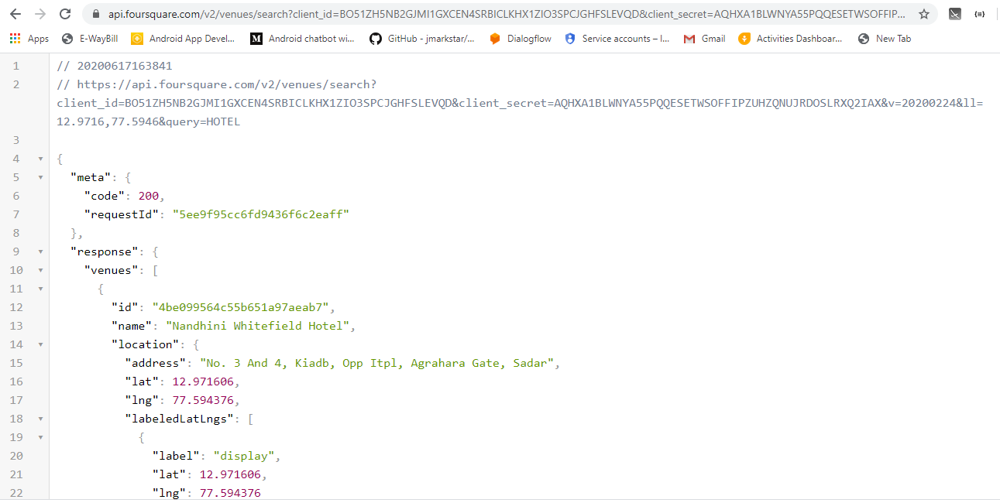 api.foursquare.com/v2/venues/search?client_id=BO51ZH5NB2GJMI1GXCEN4SRBICLKHX1ZIO3SPCJGHFSLEVQD&client_secret=AQHXA1BLWNYA55PQQESETWSOFFIP...
Apps E-WayBill Android App Devel... Android chatbot wi... GitHub - jmarkstar/... Dialogflow Service accounts – I... Gmail Activities Dashboar... New Tab
1 // 20200617163841
2 // https://api.foursquare.com/v2/venues/search?
client_id=BO51ZH5NB2GJMI1GXCEN4SRBICLKHX1ZIO3SPCJGHFSLEVQD&client_secret=AQHXA1BLWNYA55PQQESETWSOFFIPZUHZQNUJRDOSLRXQ2IAX&v=20200224&ll=
12.9716,77.5946&query=HOTEL
3
4 {
5 "meta": {
6 "code": 200,
7 "requestId": "5ee9f95cc6fd9436f6c2eaff"
8 },
9 "response": {
10 "venues": [
11 {
12 "id": "4be099564c55b651a97aeab7",
13 "name": "Nandhini Whitefield Hotel",
14 "location": {
15 "address": "No. 3 And 4, Kiadb, Opp Itpl, Agrahara Gate, Sadar",
16 "lat": 12.971606,
17 "lng": 77.594376,
18 "labeledLatLngs": [
19 {
20 "label": "display",
21 "lat": 12.971606,
22 "lng": 77.594376